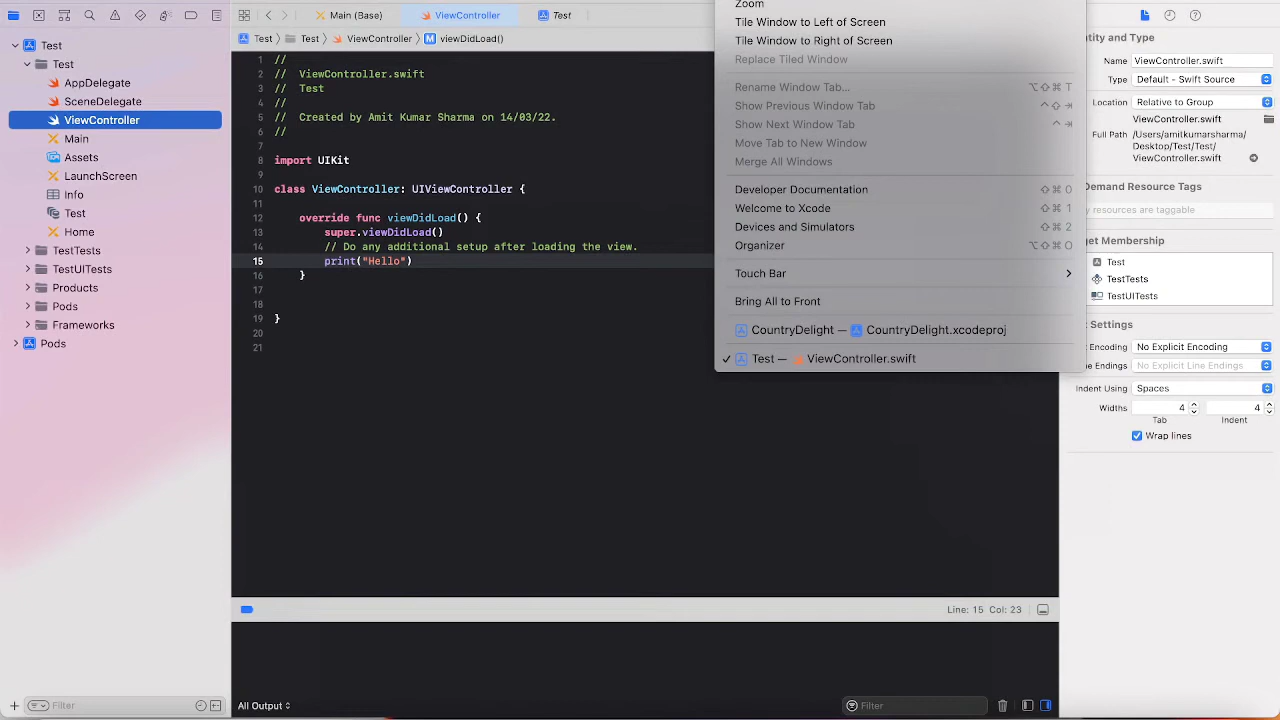 Main (Base)
ViewController
Test
Test
Test
ViewController
viewDidLoad()
Test
Test
AppDelegate
SceneDelegate
ViewController
Main
Assets
LaunchScreen
Info
Test
Home
TestTests
TestUITests
Products
Pods
Frameworks
Pods
Filter
1 //
2 // ViewController.swift
3 // Test
4 //
5 // Created by Amit Kumar Sharma on 14/03/22.
6 //
7
8 import UIKit
9
10 class ViewController: UIViewController {
11
12 override func viewDidLoad() {
13 super.viewDidLoad()
14 // Do any additional setup after loading the view.
15 print("Hello")
16 }
17
18
19 }
20
21
Line: 15 Col: 23
All Output
Filter
Zoom
Tile Window to Left of Screen
Tile Window to Right of Screen
Replace Tiled Window
Rename Window Tab... ⌥⇧⌘ T
Show Previous Window Tab ^⇧⇥
Show Next Window Tab ^⇥
Move Tab to New Window
Merge All Windows
Developer Documentation ⇧⌘ 0
Welcome to Xcode ⇧⌘ 1
Devices and Simulators ⇧⌘ 2
Organizer ⌥⇧⌘ O
Touch Bar
Bring All to Front
CountryDelight — CountryDelight.xcodeproj
✓ Test — ViewController.swift
entity and Type
Name ViewController.swift
Type Default - Swift Source
Location Relative to Group
ViewController.swift
Full Path /Users/amitkumarsharma/
Desktop/Test/Test/
ViewController.swift
Demand Resource Tags
resources are taggable
get Membership
Test
TestTests
TestUITests
t Settings
Encoding No Explicit Encoding
ne Endings No Explicit Line Endings
Indent Using Spaces
Widths 4 4
Tab Indent
Wrap lines